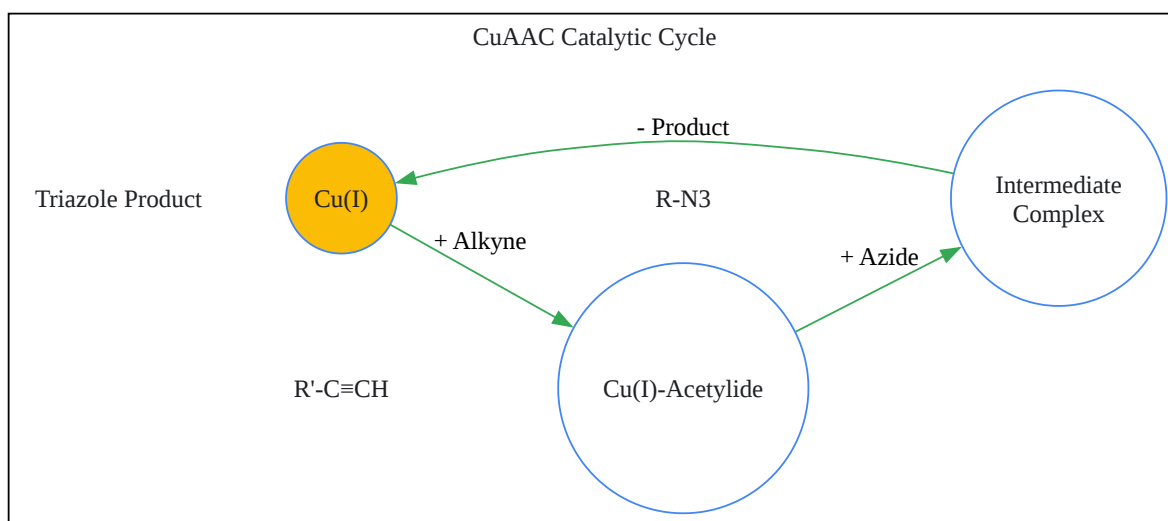 CuAAC Catalytic Cycle
- Product
Triazole Product
Cu(I)
R-N3
Intermediate
Complex
+ Alkyne
+ Azide
R'-C≡CH
Cu(I)-Acetylide